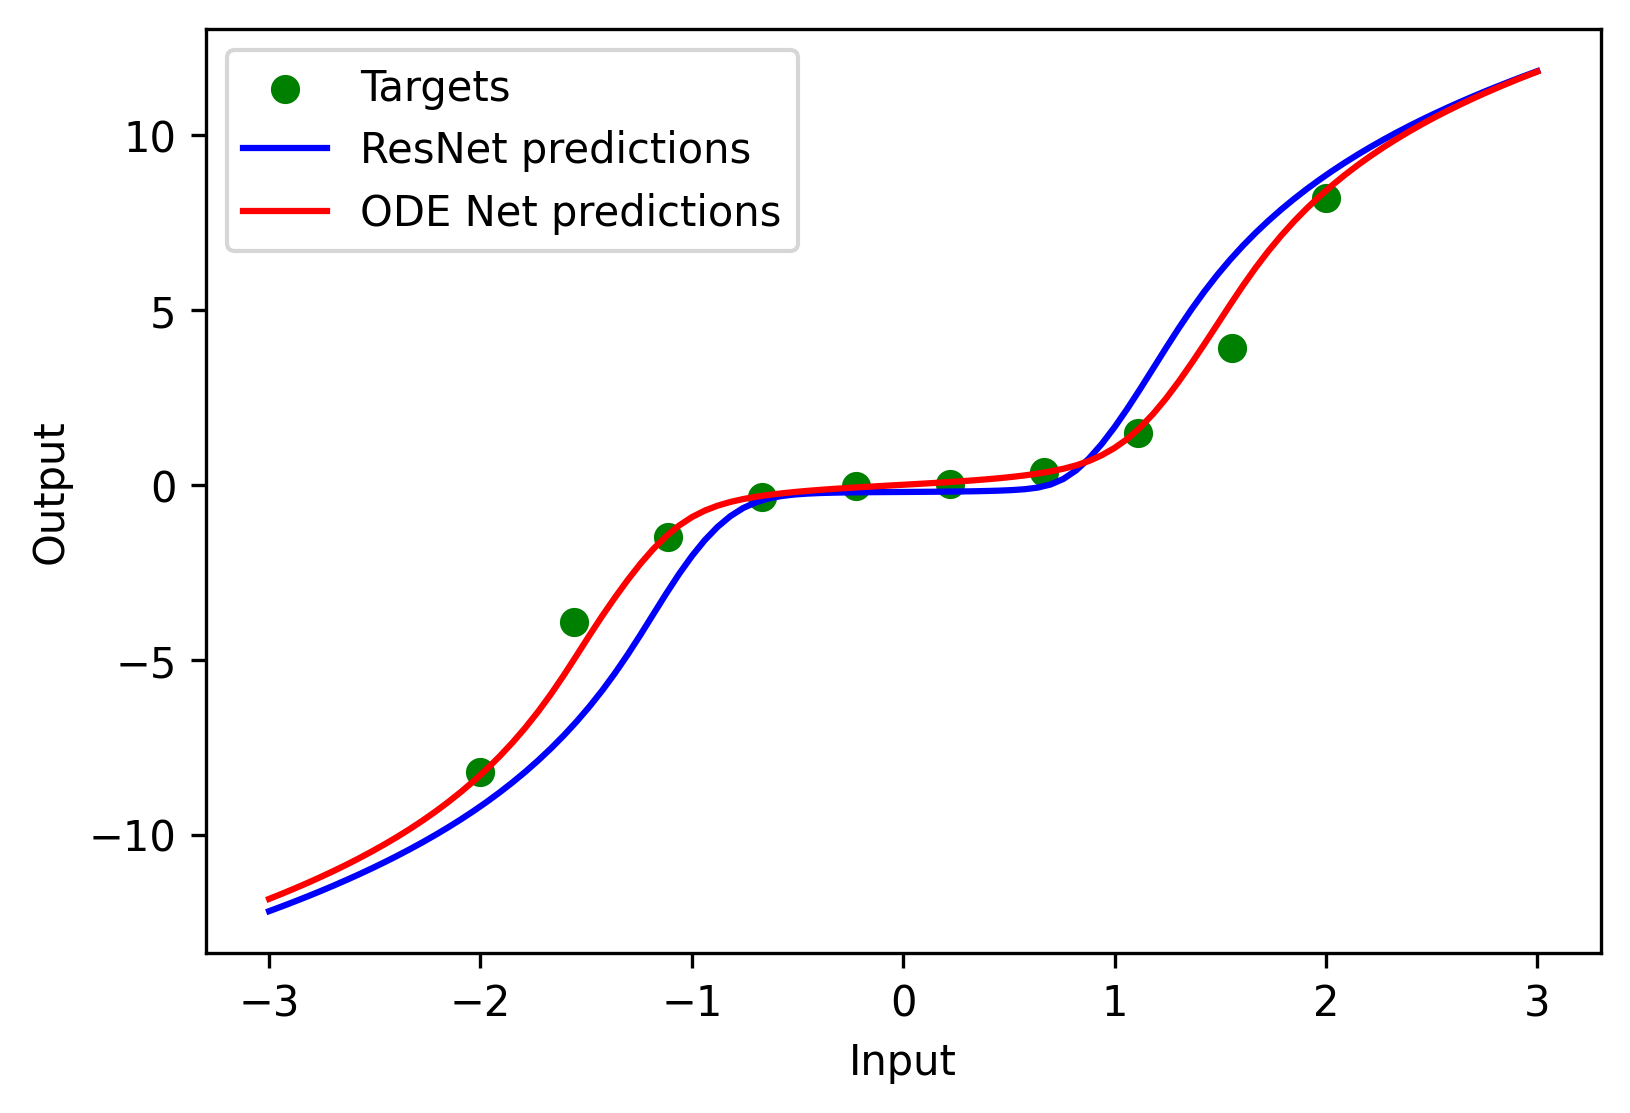 Targets
ResNet predictions
ODE Net predictions
10
5
0
−5
−10
Output
−3 −2 −1 0 1 2 3
Input